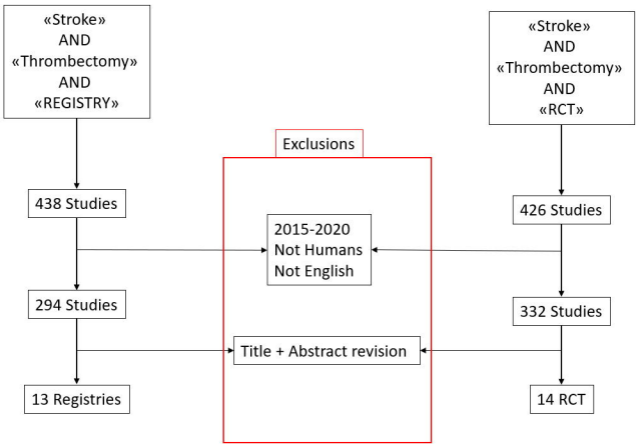 «Stroke»
AND
«Thrombectomy»
AND
«REGISTRY»
«Stroke»
AND
«Thrombectomy»
AND
«RCT»
Exclusions
438 Studies
426 Studies
2015-2020
Not Humans
Not English
294 Studies
332 Studies
Title + Abstract revision
13 Registries
14 RCT